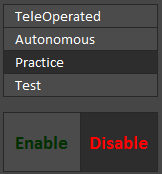 TeleOperated
Autonomous
Practice
Test
Enable Disable